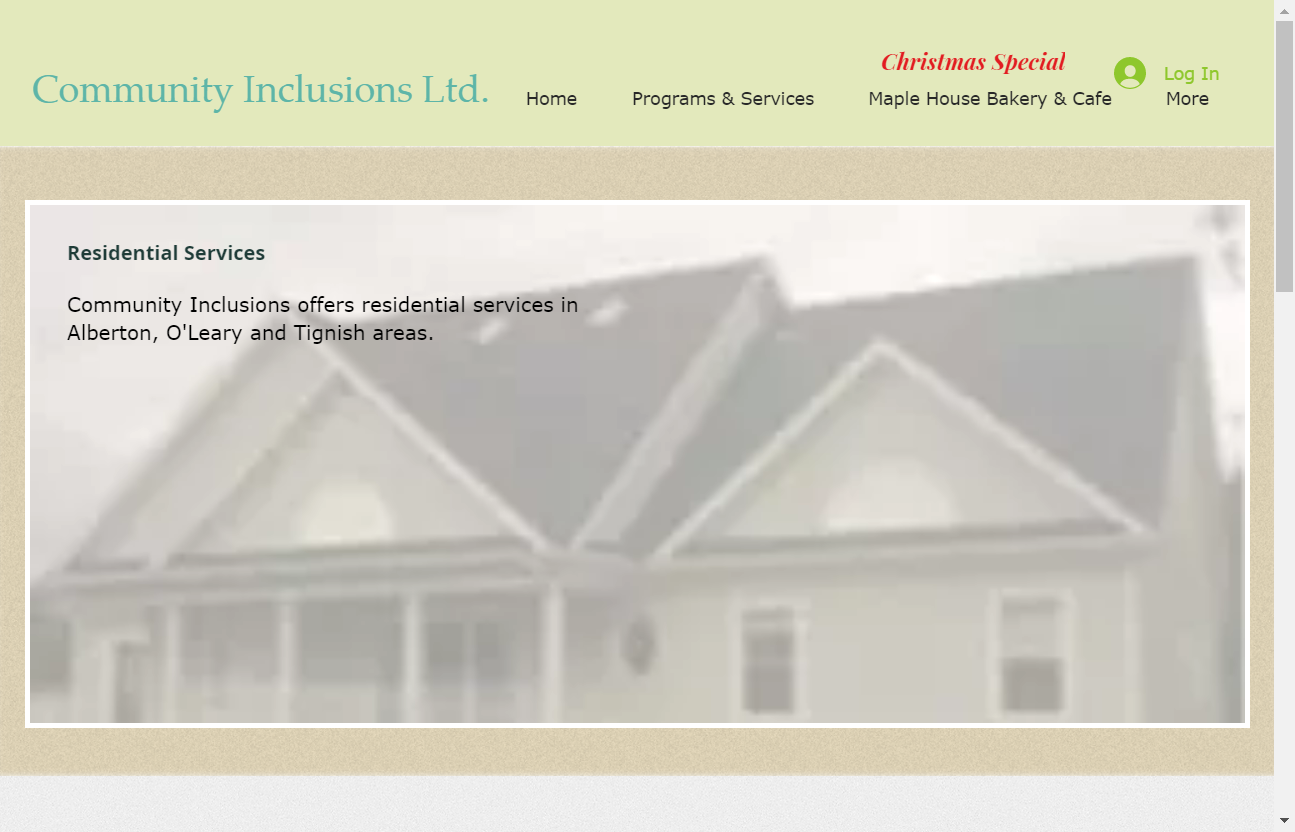 Christmas Special
Log In
Community Inclusions Ltd.
Home
Programs & Services
Maple House Bakery & Cafe
More
Residential Services
Community Inclusions offers residential services in
Alberton, O'Leary and Tignish areas.